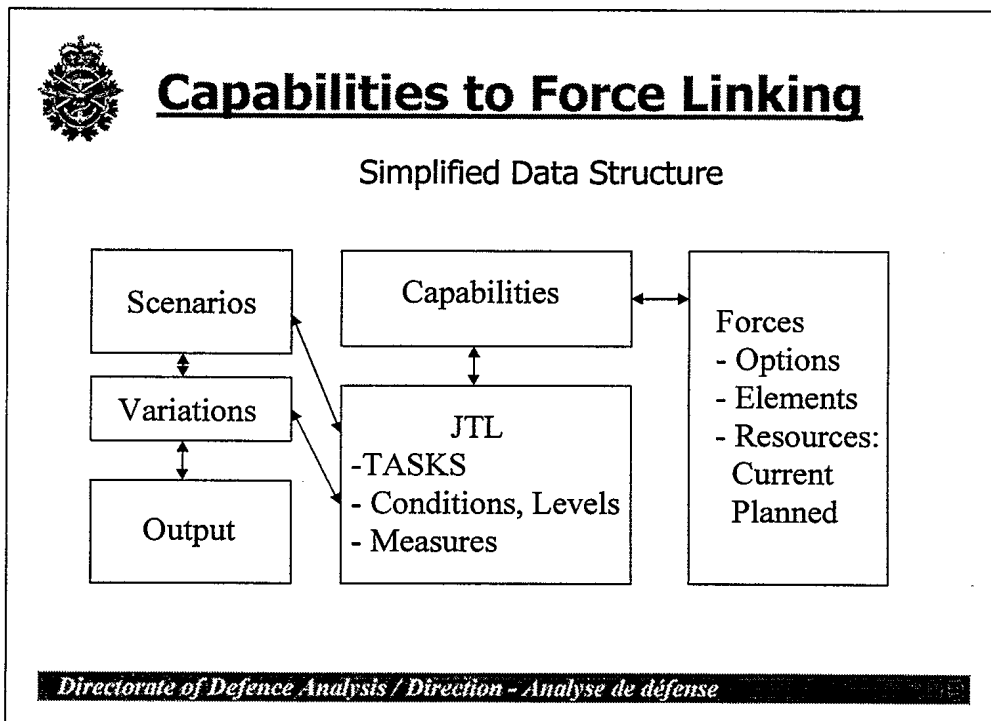 Capabilities to Force Linking
Simplified Data Structure
Scenarios
Variations
Output
Capabilities
JTL
-TASKS
- Conditions, Levels
- Measures
Forces
- Options
- Elements
- Resources:
Current
Planned
Directorate of Defence Analysis / Direction - Analyse de défense